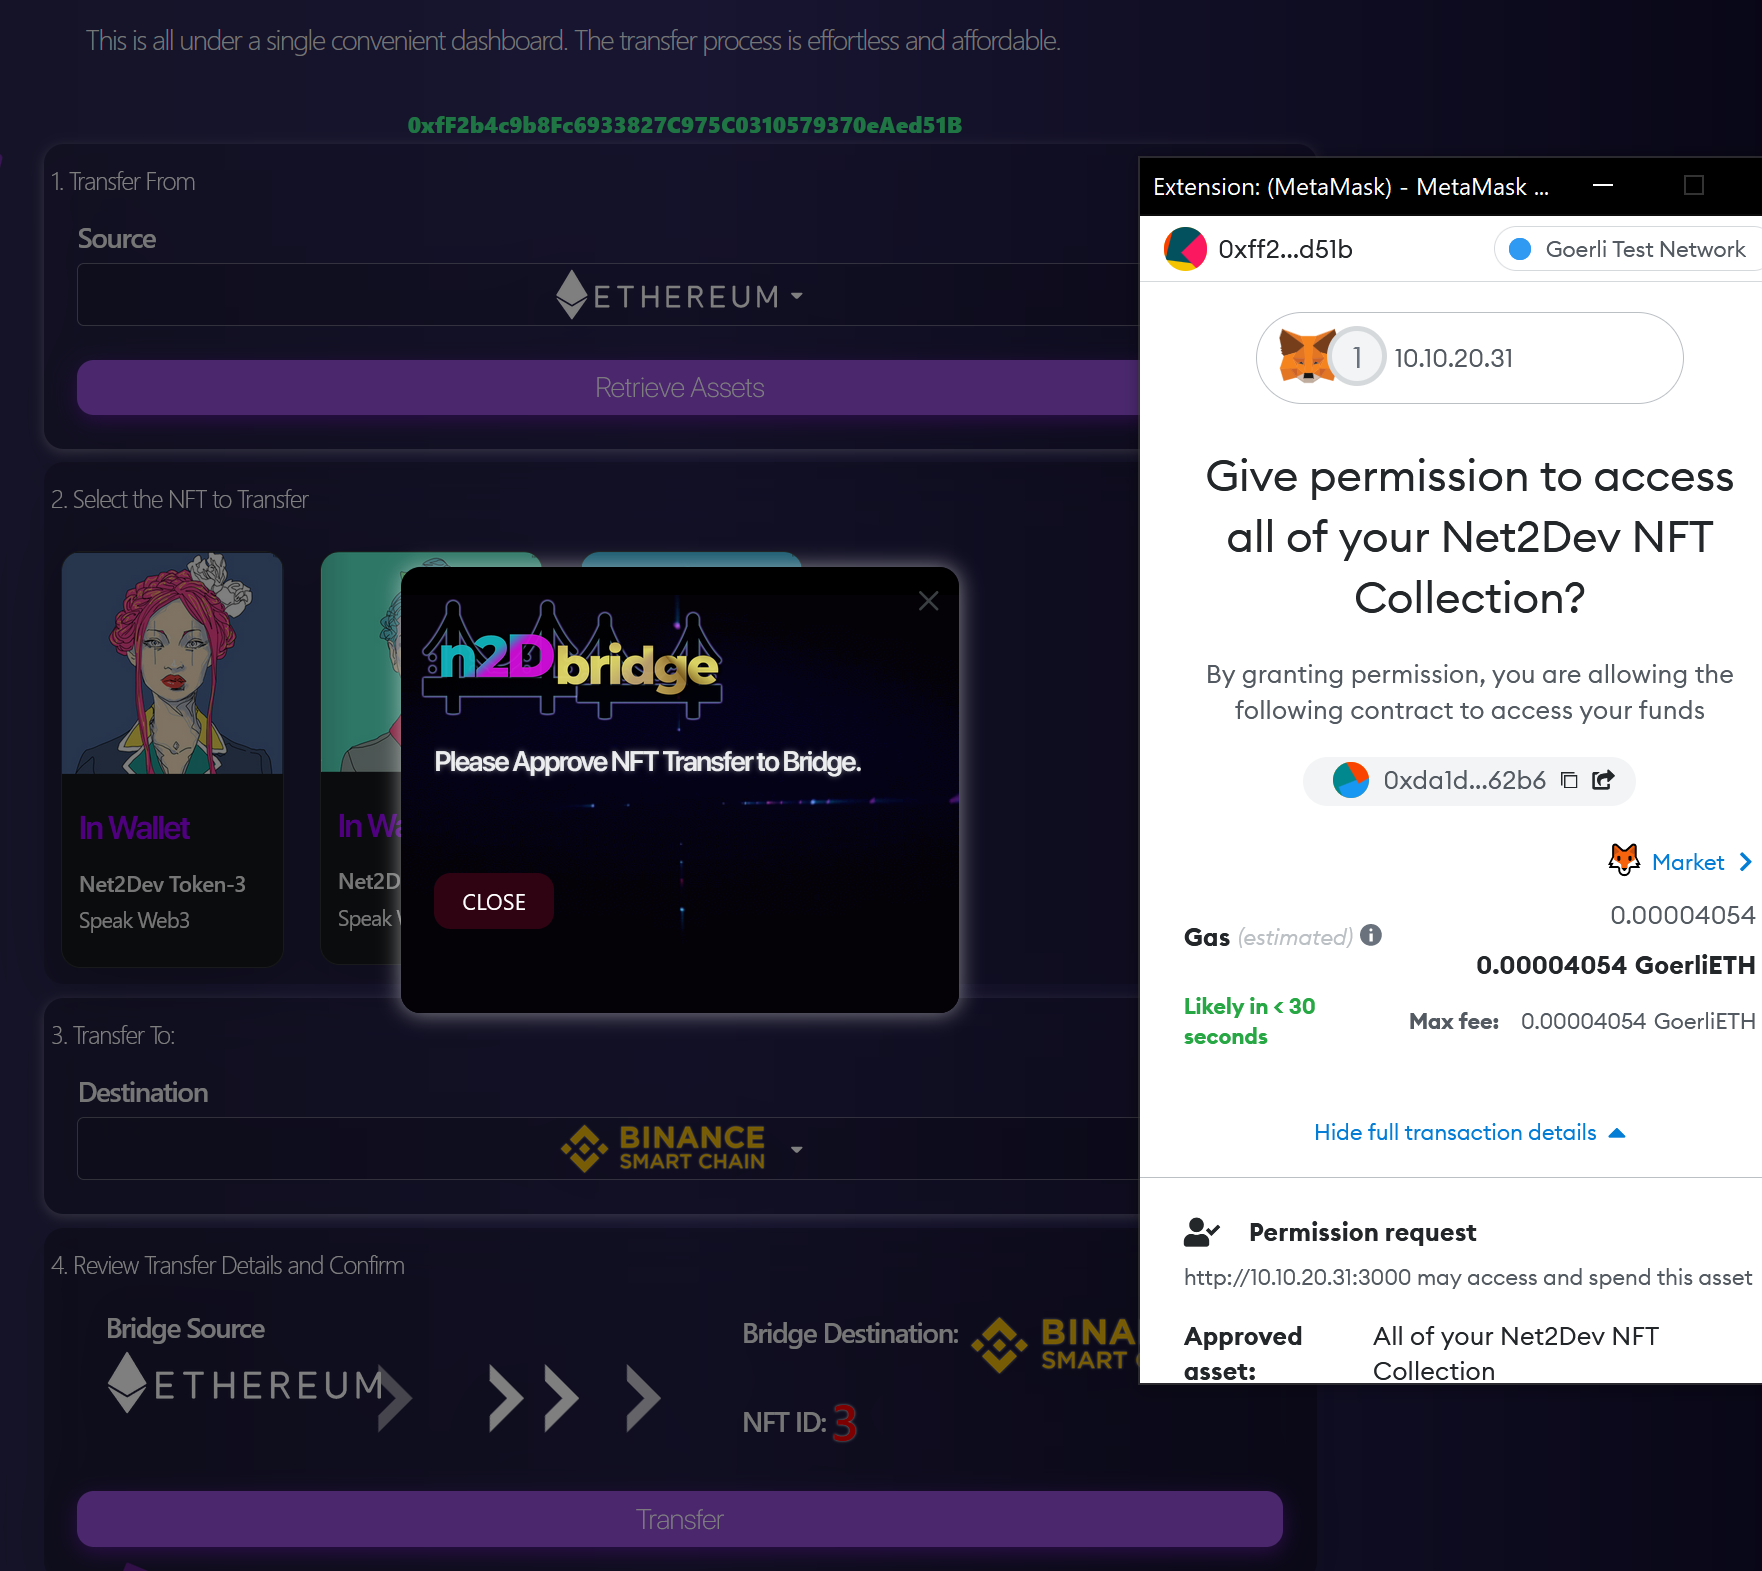 This is all under a single convenient dashboard. The transfer process is effortless and affordable.
0xfF2b4c9b8Fc6933827C975C0310579370eAed51B
1. Transfer From
Source
ETHEREUM
Retrieve Assets
2. Select the NFT to Transfer
In Wallet
Net2Dev Token-3
Speak Web3
In Wa
Net2D
Speak
n2Dbridge
Please Approve NFT Transfer to Bridge.
CLOSE
3. Transfer To:
Destination
BINANCE
SMART CHAIN
4. Review Transfer Details and Confirm
Bridge Source
ETHEREUM
Bridge Destination:
BINA
SMART
NFT ID: 3
Transfer
Extension: (MetaMask) - MetaMask ...
0xff2...d51b
Goerli Test Network
1
10.10.20.31
Give permission to access
all of your Net2Dev NFT
Collection?
By granting permission, you are allowing the
following contract to access your funds
0xda1d...62b6
Market
0.00004054
Gas (estimated)
0.00004054 GoerliETH
Likely in < 30
seconds
Max fee: 0.00004054 GoerliETH
Hide full transaction details
Permission request
http://10.10.20.31:3000 may access and spend this asset
Approved
asset:
All of your Net2Dev NFT
Collection